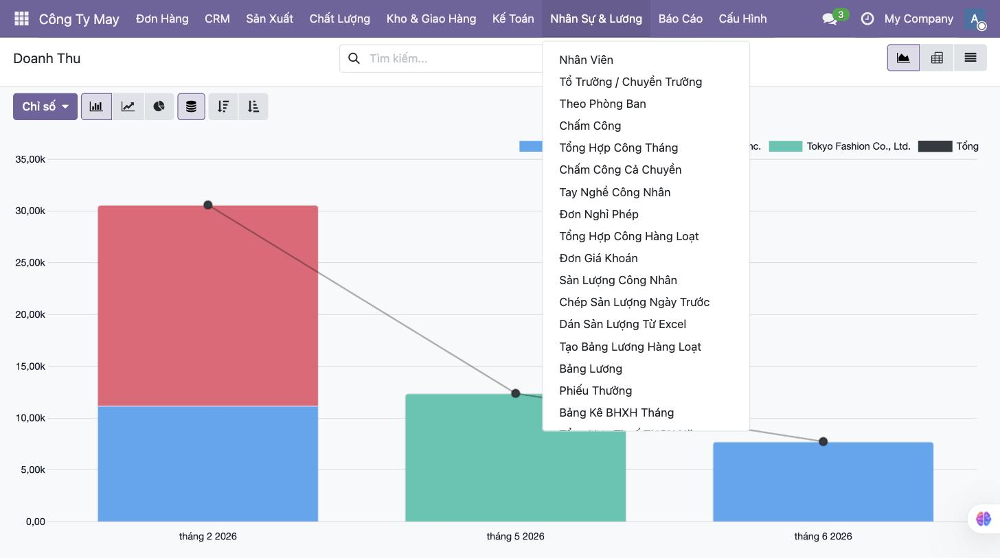 Công Ty May Đơn Hàng CRM Sản Xuất Chất Lượng Kho & Giao Hàng Kế Toán Nhân Sự & Lương Báo Cáo Cấu Hình 3 My Company A
Doanh Thu
Tìm kiếm...
Chỉ số
Nhân Viên
Tổ Trưởng / Chuyền Trưởng
Theo Phòng Ban
Chấm Công
Tổng Hợp Công Tháng
Chấm Công Cả Chuyền
Tay Nghề Công Nhân
Đơn Nghỉ Phép
Tổng Hợp Công Hàng Loạt
Đơn Giá Khoán
Sản Lượng Công Nhân
Chép Sản Lượng Ngày Trước
Dán Sản Lượng Từ Excel
Tạo Bảng Lương Hàng Loạt
Bảng Lương
Phiếu Thưởng
Bảng Kê BHXH Tháng
nc. Tokyo Fashion Co., Ltd. Tổng
35,00k
30,00k
25,00k
20,00k
15,00k
10,00k
5,00k
0,00
tháng 2 2026 tháng 5 2026 tháng 6 2026